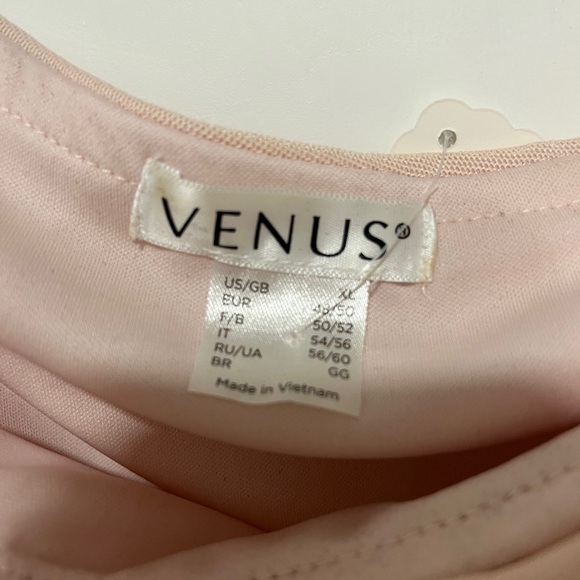 VENUS®
US/GB XL
EUR 48/50
F/B 50/52
IT 54/56
RU/UA 56/60
BR GG
Made in Vietnam